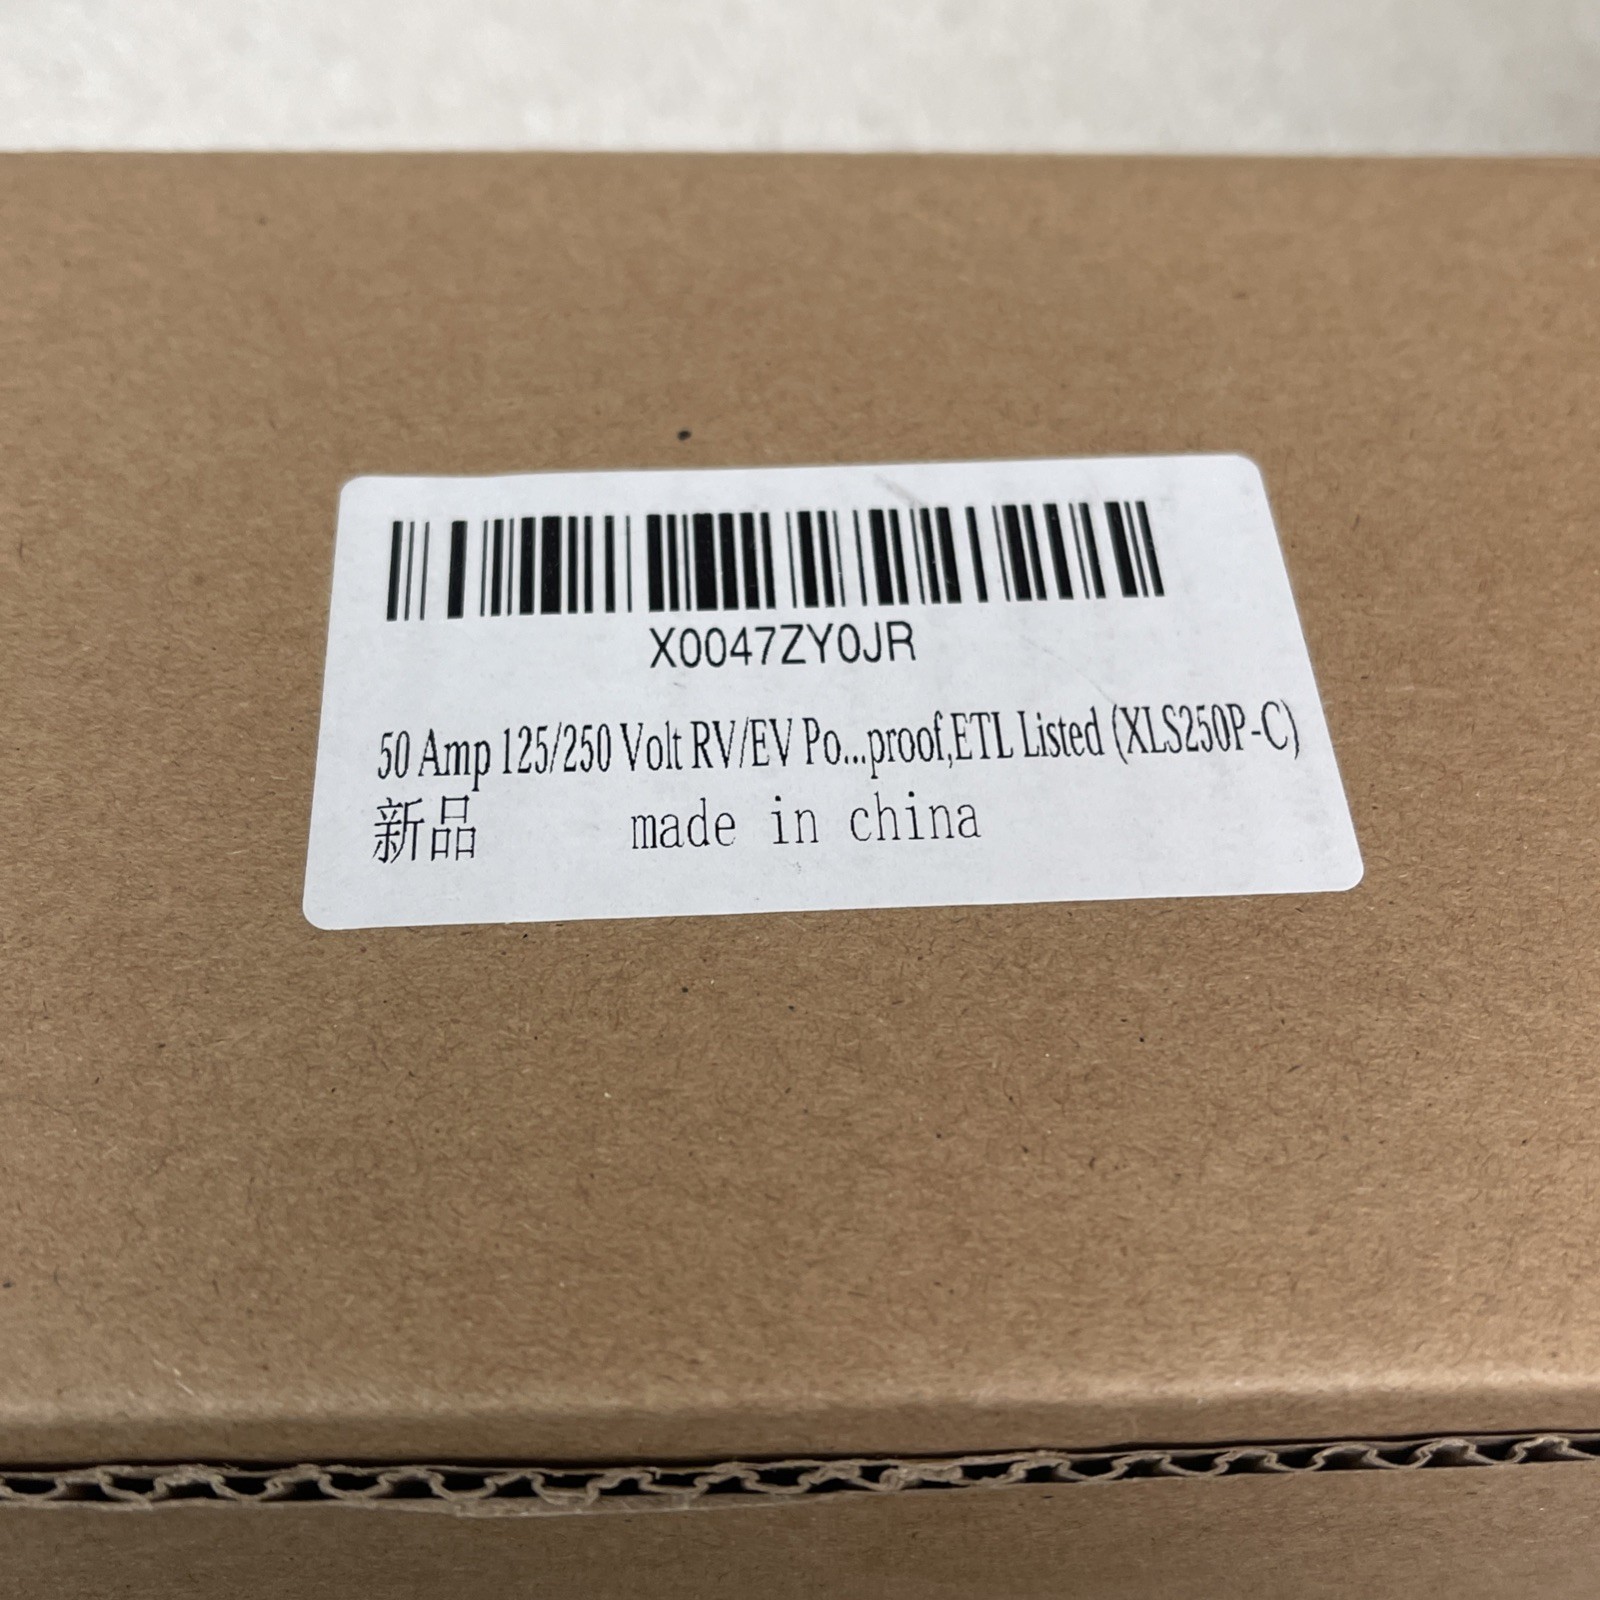 X0047ZY0JR
50 Amp 125/250 Volt RV/EV Po...proof,ETL Listed (XLS250P-C)
新品 made in china